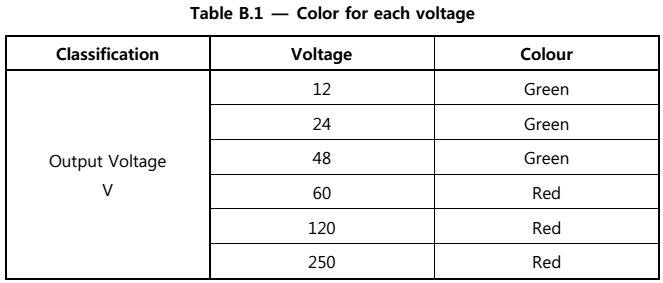 Table B.1 — Color for each voltage
Classification Voltage Colour
Output Voltage
V
12 Green
24 Green
48 Green
60 Red
120 Red
250 Red